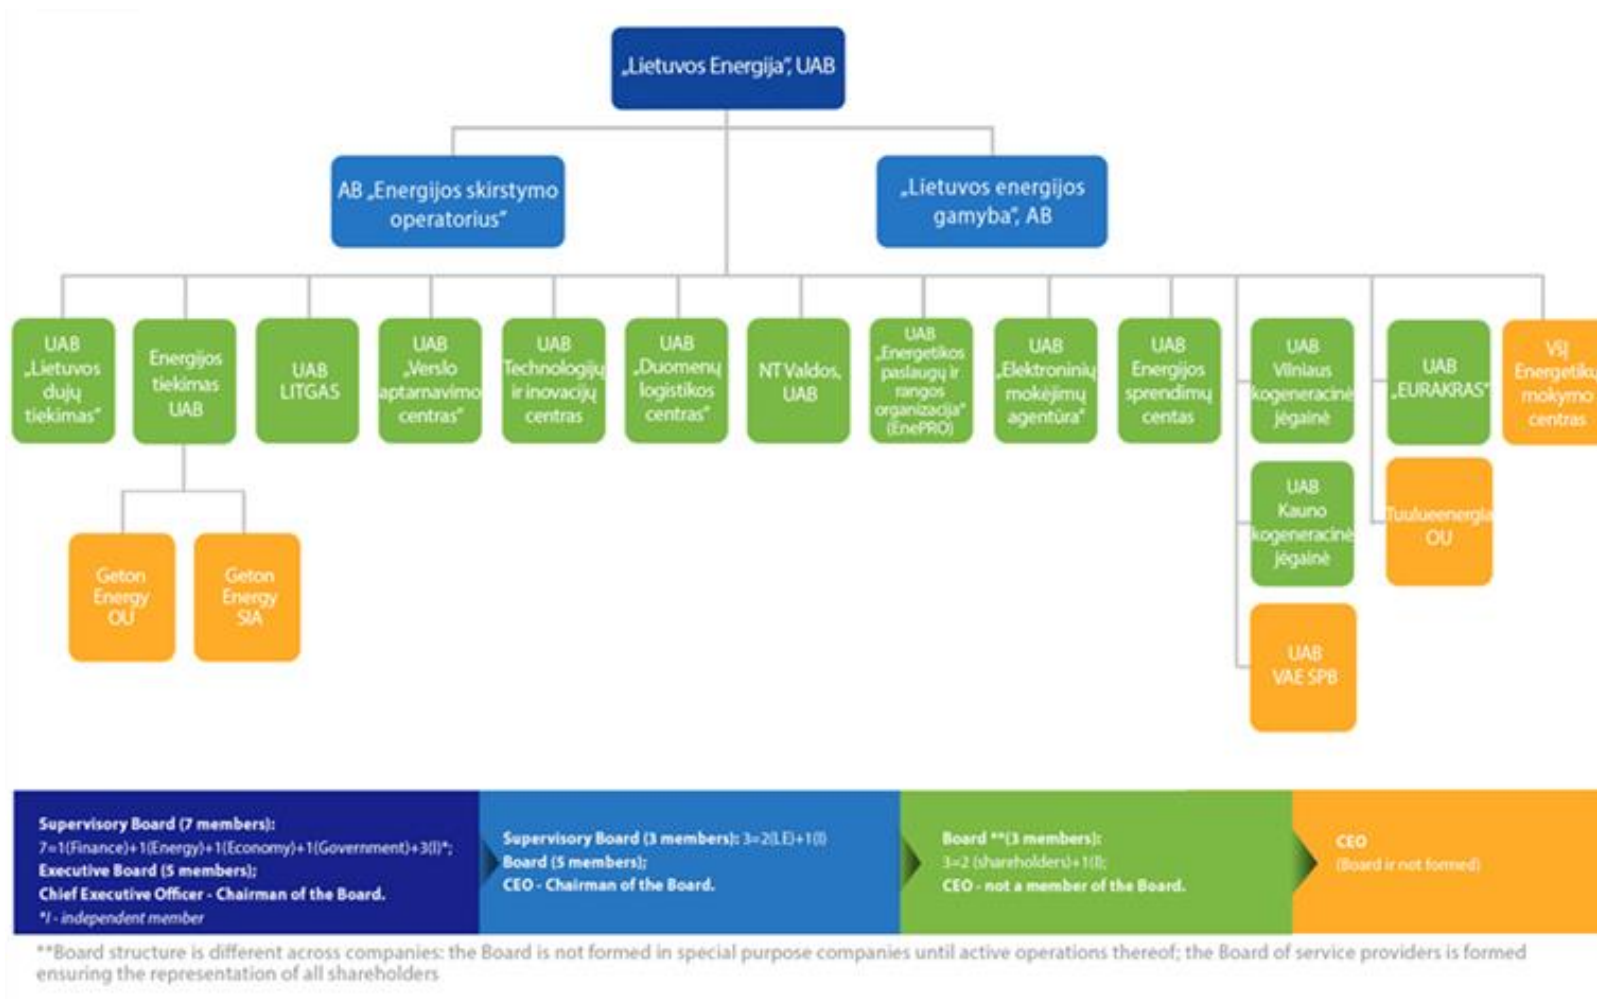 „Lietuvos Energija“, UAB
AB „Energijos skirstymo
operatorius“
„Lietuvos energijos
gamyba“, AB
UAB
„Lietuvos
dujų
tiekimas“
Energijos
tiekimas
UAB
UAB
LITGAS
UAB
„Verslo
aptarnavimo
centras“
UAB
Technologijų
ir inovacijų
centras
UAB
„Duomenų
logistikos
centras“
NT Valdos,
UAB
UAB
„Energetikos
paslaugų ir
rangos
organizacija“
(EnePRO)
UAB
„Elektroninių
mokėjimų
agentūra“
UAB
Energijos
sprendimų
centas
UAB
Vilniaus
kogeneracinė
jėgainė
UAB
„EURAKRAS“
VšĮ
Energetikų
mokymo
centras
UAB
Kauno
kogeneracinė
jėgainė
Tuulueenergia
OU
Geton
Energy
OU
Geton
Energy
SIA
UAB
VAE SPB
Supervisory Board (7 members):
7=1(Finance)+1(Energy)+1(Economy)+1(Government)+3(I)*;
Executive Board (5 members);
Chief Executive Officer - Chairman of the Board.
*I - independent member
Supervisory Board (3 members): 3=2(LE)+1(I)
Board (5 members);
CEO - Chairman of the Board.
Board **(3 members):
3=2 (shareholders)+1(I);
CEO - not a member of the Board.
CEO
(Board ir not formed)
**Board structure is different across companies: the Board is not formed in special purpose companies until active operations thereof; the Board of service providers is formed
ensuring the representation of all shareholders